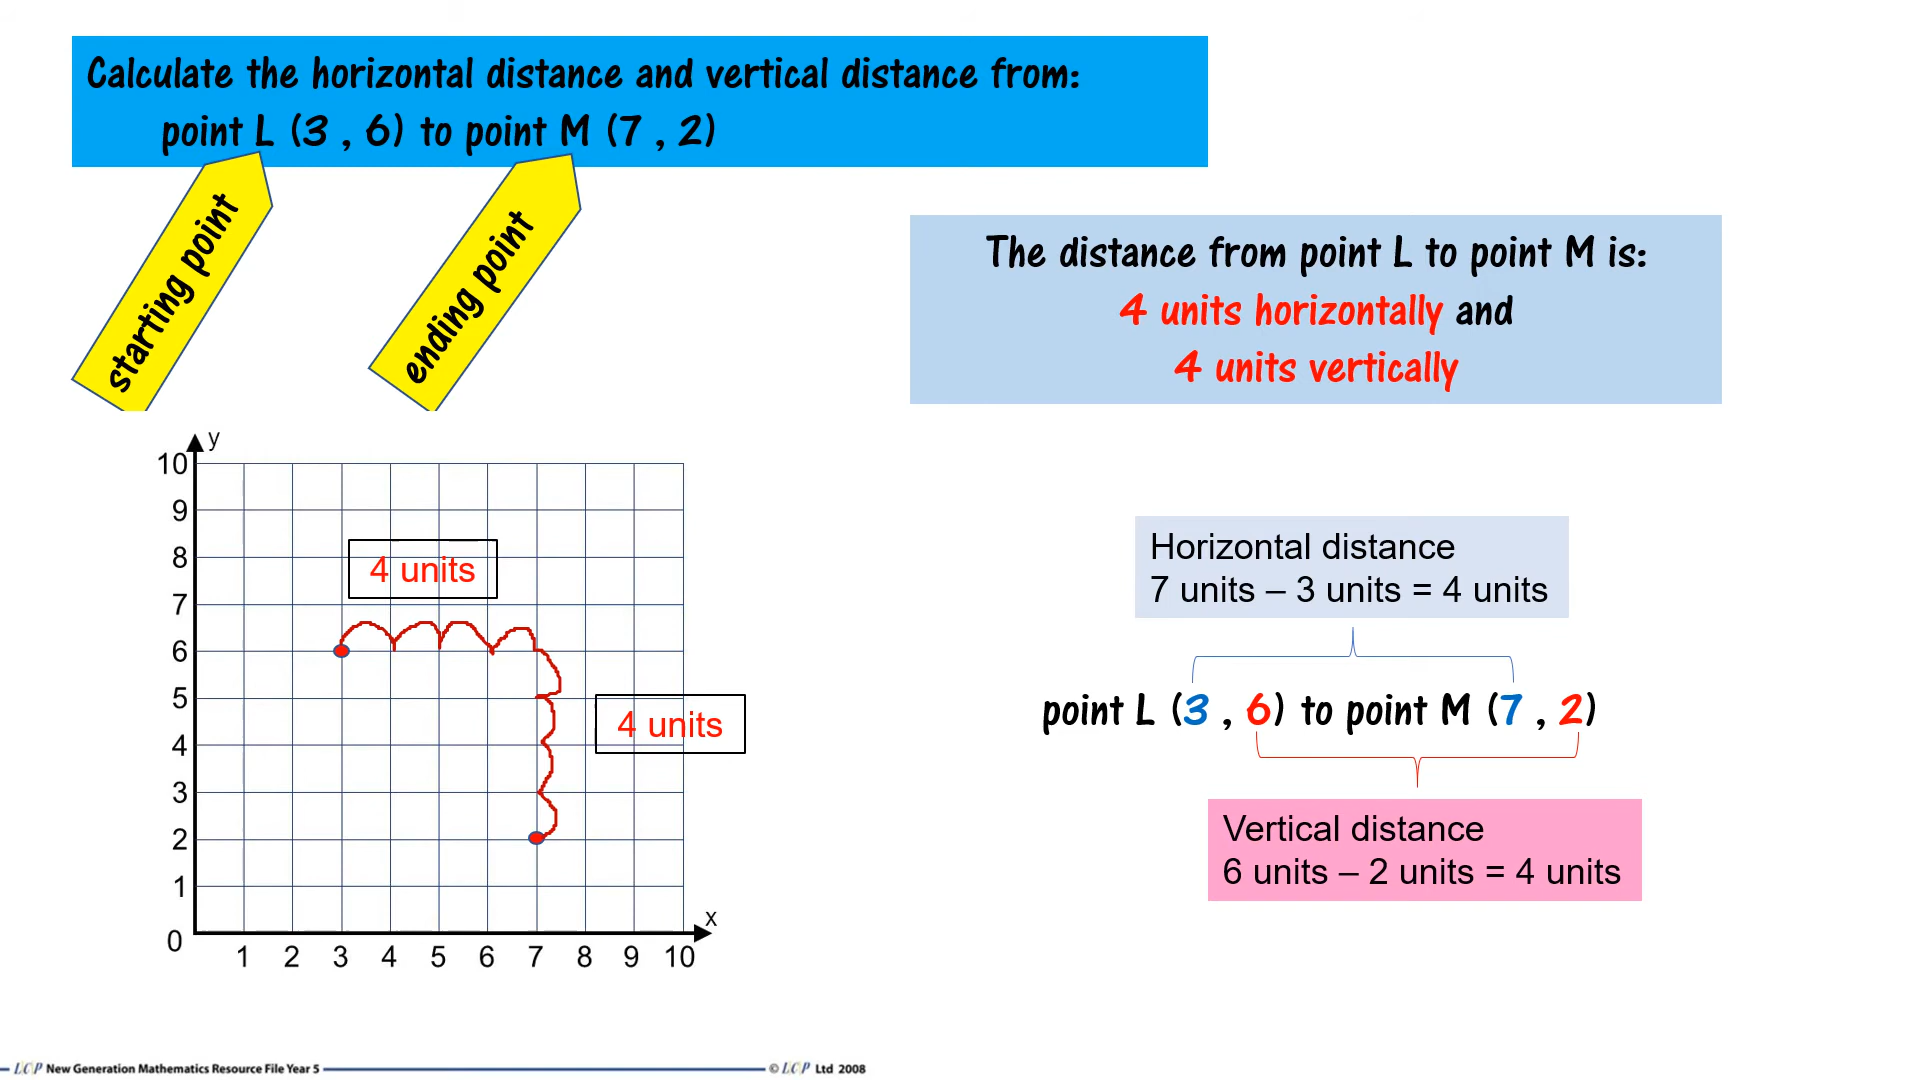 Calculate the horizontal distance and vertical distance from:
point L (3 , 6) to point M (7 , 2)
starting point
ending point
The distance from point L to point M is:
4 units horizontally and
4 units vertically
y
10
9
8
4 units
7
6
5
4 units
4
3
2
1
x
0
1 2 3 4 5 6 7 8 9 10
Horizontal distance
7 units – 3 units = 4 units
point L (3 , 6) to point M (7 , 2)
Vertical distance
6 units – 2 units = 4 units
LCP New Generation Mathematics Resource File Year 5 © LCP Ltd 2008